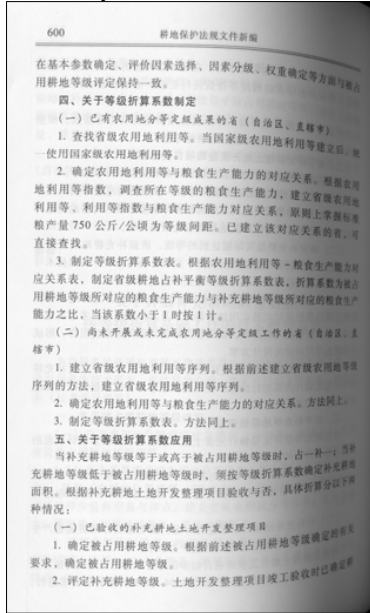 600 耕地保护法规文件新编
在基本参数确定、评价因素选择、因素分级、权重确定等方面与被占
用耕地等级评定保持一致。
四、关于等级折算系数制定
(一)已有农用地分等定级成果的省(自治区、直辖市)
1. 查找省级农用地利用等。当国家级农用地利用等建立后,统
一使用国家级农用地利用等。
2. 确定农用地利用等与粮食生产能力的对应关系。根据农用
地利用等指数,调查所在等级的粮食生产能力,建立省级农用地
利用等、利用等指数与粮食生产能力对应关系,原则上掌握标准
粮产量 750 公斤/公顷为等级间距。已建立该对应关系的省,可
直接查找。
3. 制定等级折算系数表。根据农用地利用等-粮食生产能力对
应关系表,制定省级耕地占补平衡等级折算系数表,折算系数为被占
用耕地等级所对应的粮食生产能力与补充耕地等级所对应的粮食生产
能力之比,当该系数小于 1 时按 1 计。
(二)尚未开展或未完成农用地分等定级工作的省(自治区、直
辖市)
1. 建立省级农用地利用等序列。根据前述建立省级农用地等级
序列的方法,建立省级农用地利用等序列。
2. 确定农用地利用等与粮食生产能力的对应关系。方法同上。
3. 制定等级折算系数表。方法同上。
五、关于等级折算系数应用
当补充耕地等级等于或高于被占用耕地等级时,占一补一;当补
充耕地等级低于被占用耕地等级时,须按等级折算系数确定补充耕地
面积。根据补充耕地土地开发整理项目验收与否,具体折算分以下两
种情况:
(一)已验收的补充耕地土地开发整理项目
1. 确定被占用耕地等级。根据前述被占用耕地等级确定的有关
要求,确定被占用耕地等级。
2. 评定补充耕地等级。土地开发整理项目竣工验收时已确定耕